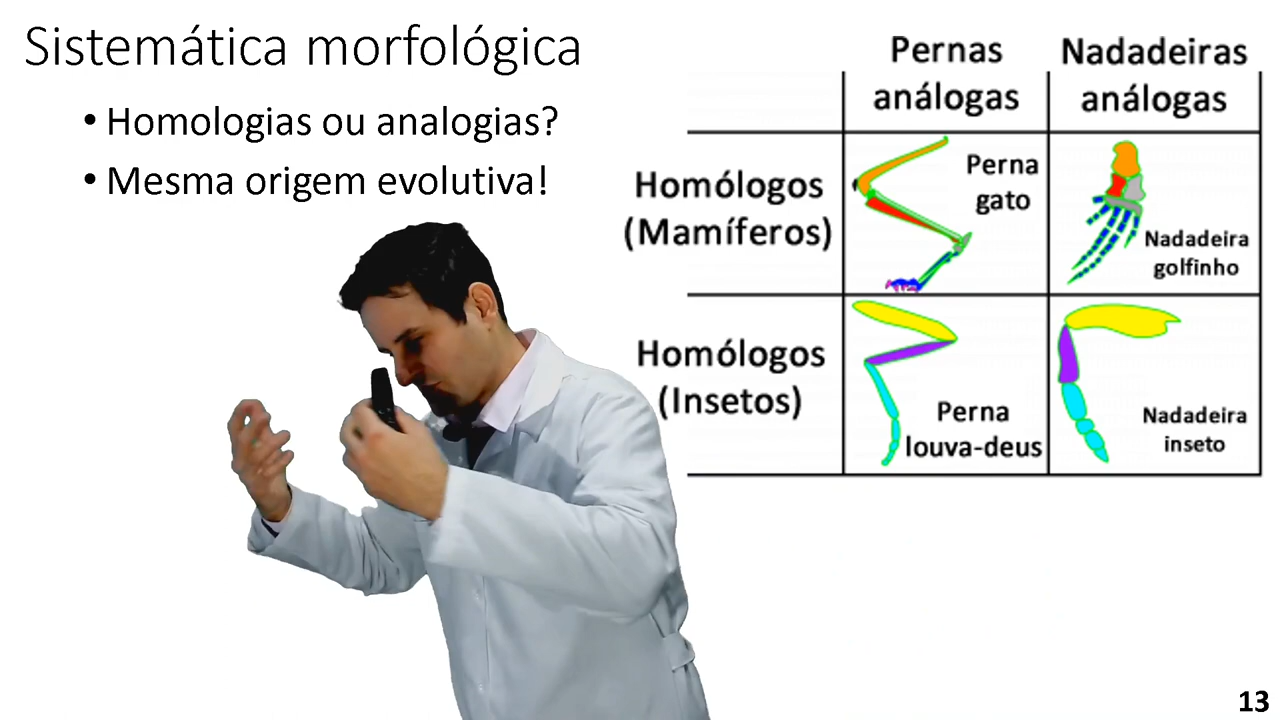 Sistemática morfológica
• Homologias ou analogias?
• Mesma origem evolutiva!
Pernas
análogas
Nadadeiras
análogas
Homólogos
(Mamíferos)
Perna
gato
Nadadeira
golfinho
Homólogos
(Insetos)
Perna
louva-deus
Nadadeira
inseto
13